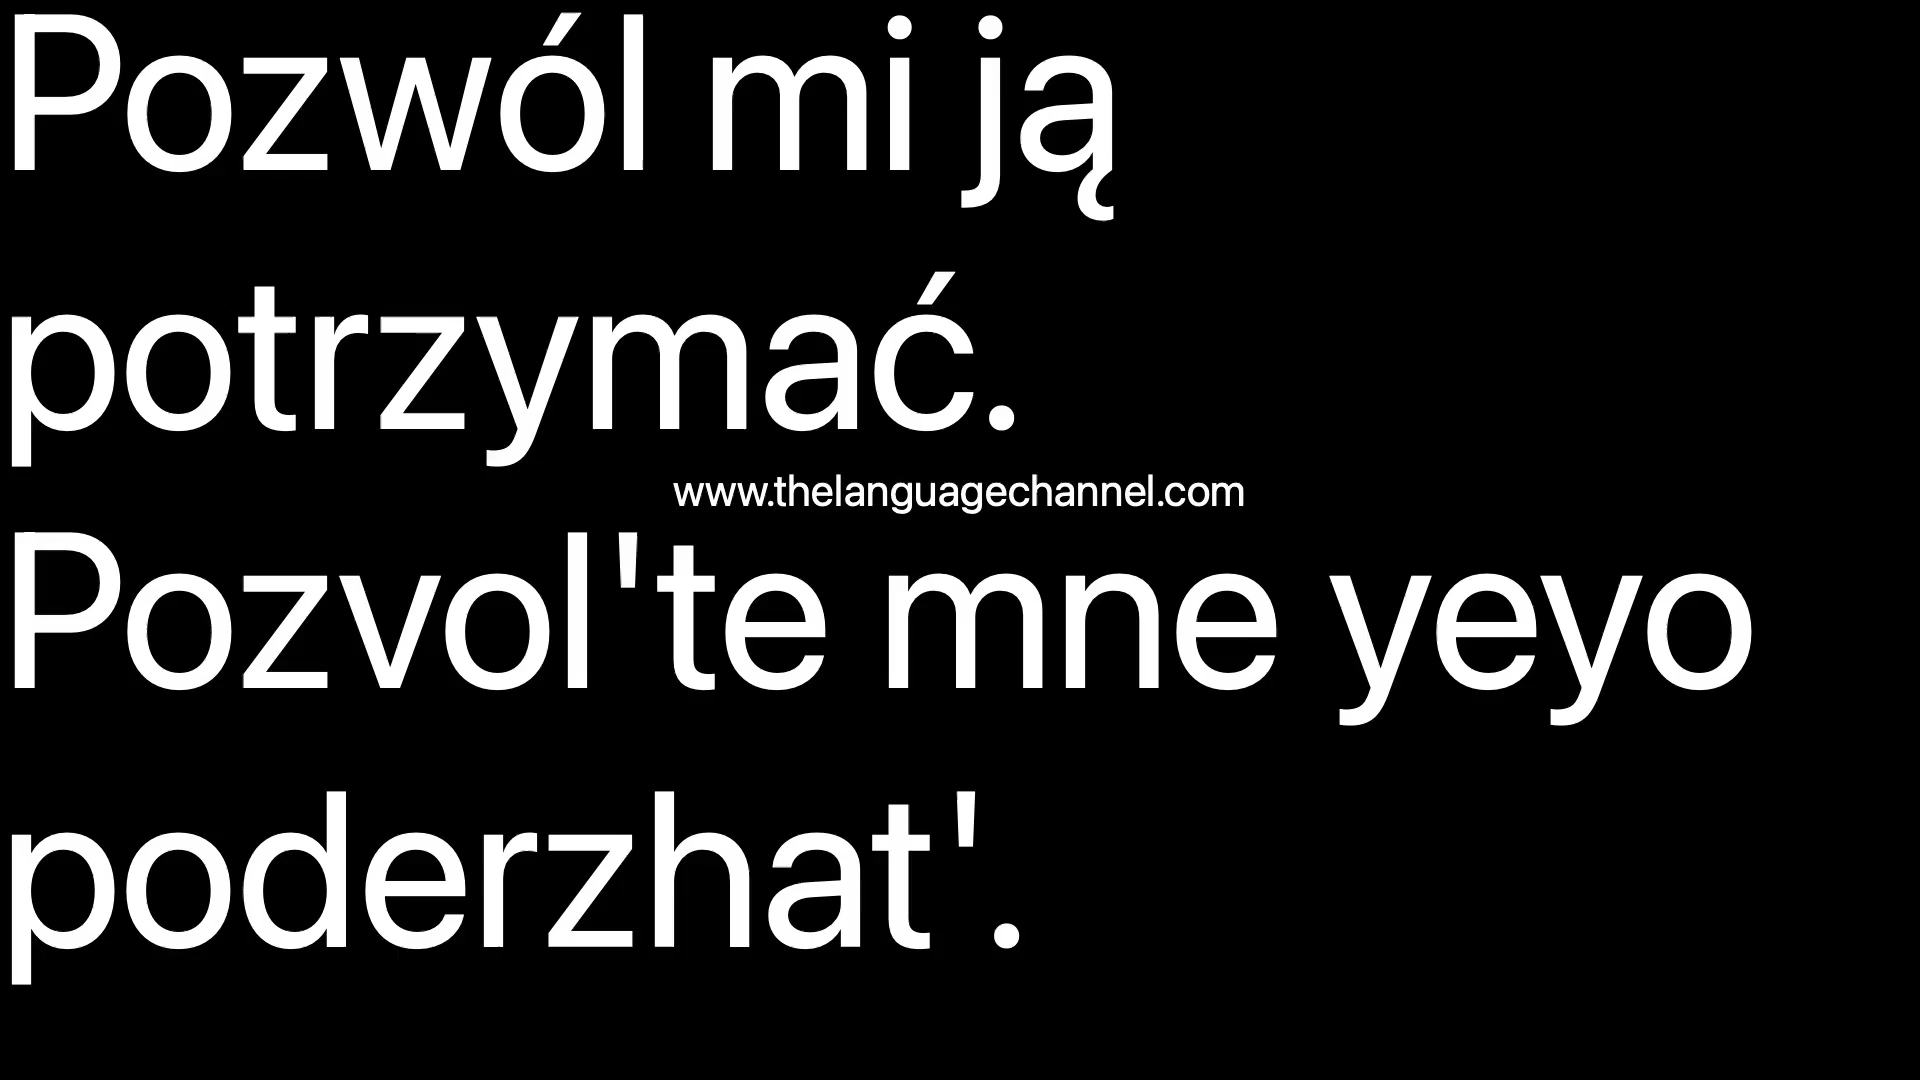 Pozwól mi ją
potrzymać.
www.thelanguagechannel.com
Pozvol'te mne yeyo
poderzhat'.